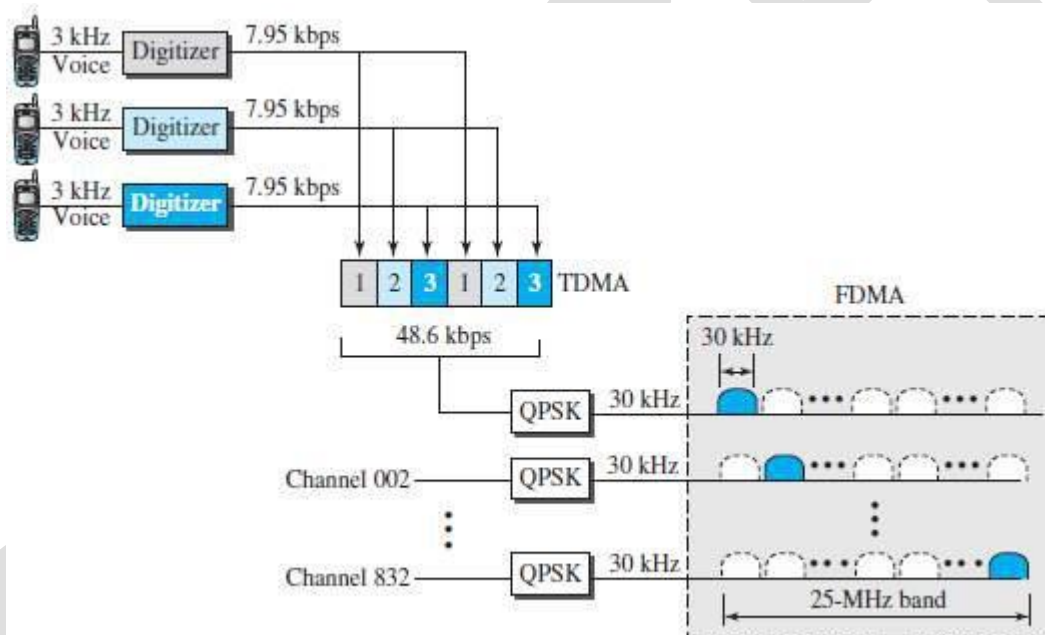 3 kHz
Voice
Digitizer
7.95 kbps
3 kHz
Voice
Digitizer
7.95 kbps
3 kHz
Voice
Digitizer
7.95 kbps
1 2 3 1 2 3 TDMA
48.6 kbps
FDMA
30 kHz
QPSK
30 kHz
Channel 002
QPSK
30 kHz
Channel 832
QPSK
30 kHz
25-MHz band